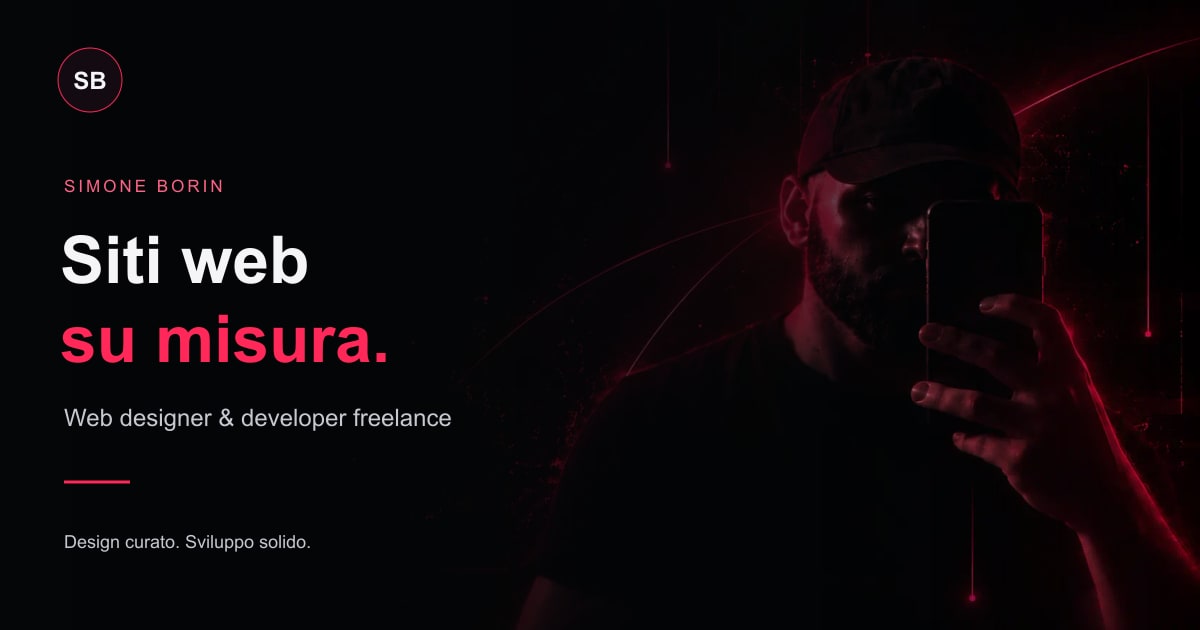 SB
SIMONE BORIN
Siti web
su misura.
Web designer & developer freelance
Design curato. Sviluppo solido.